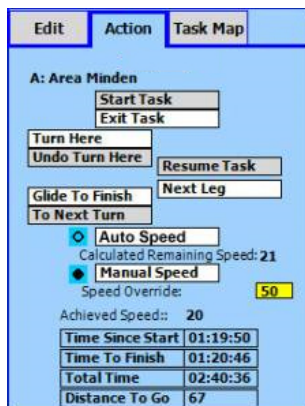 Edit Action Task Map
A: Area Minden
Start Task
Exit Task
Turn Here
Undo Turn Here
Resume Task
Next Leg
Glide To Finish
To Next Turn
Auto Speed
Calculated Remaining Speed: 21
Manual Speed
Speed Override: 50
Achieved Speed:: 20
Time Since Start 01:19:50
Time To Finish 01:20:46
Total Time 02:40:36
Distance To Go 67